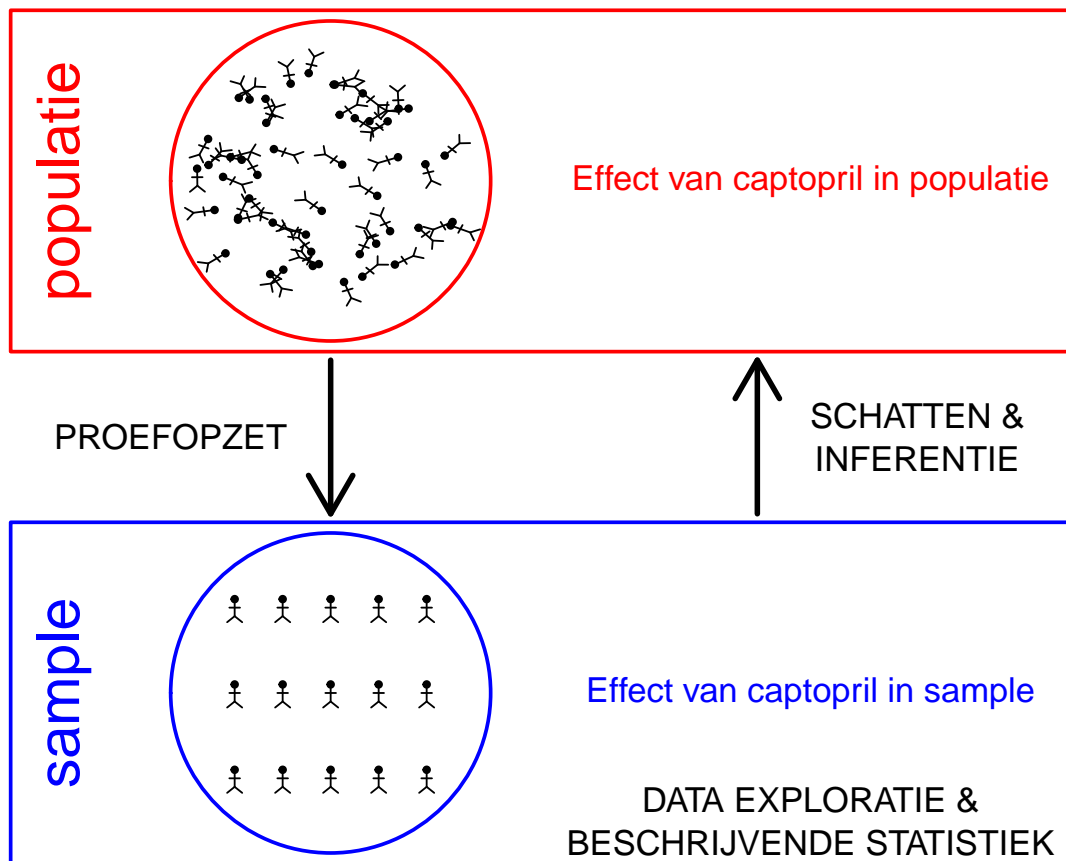 populatie
Effect van captopril in populatie
PROEFOPZET
SCHATTEN &
INFERENTIE
sample
Effect van captopril in sample
DATA EXPLORATIE &
BESCHRIJVENDE STATISTIEK